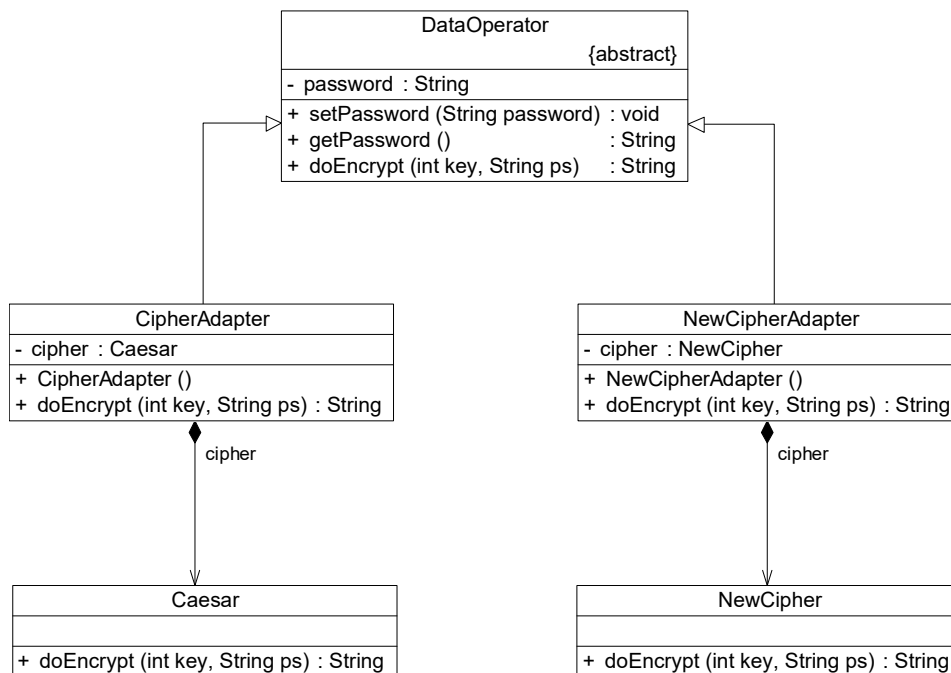 DataOperator
{abstract}
- password : String
+ setPassword (String password) : void
+ getPassword () : String
+ doEncrypt (int key, String ps) : String
CipherAdapter
- cipher : Caesar
+ CipherAdapter ()
+ doEncrypt (int key, String ps) : String
NewCipherAdapter
- cipher : NewCipher
+ NewCipherAdapter ()
+ doEncrypt (int key, String ps) : String
cipher
cipher
Caesar
+ doEncrypt (int key, String ps) : String
NewCipher
+ doEncrypt (int key, String ps) : String